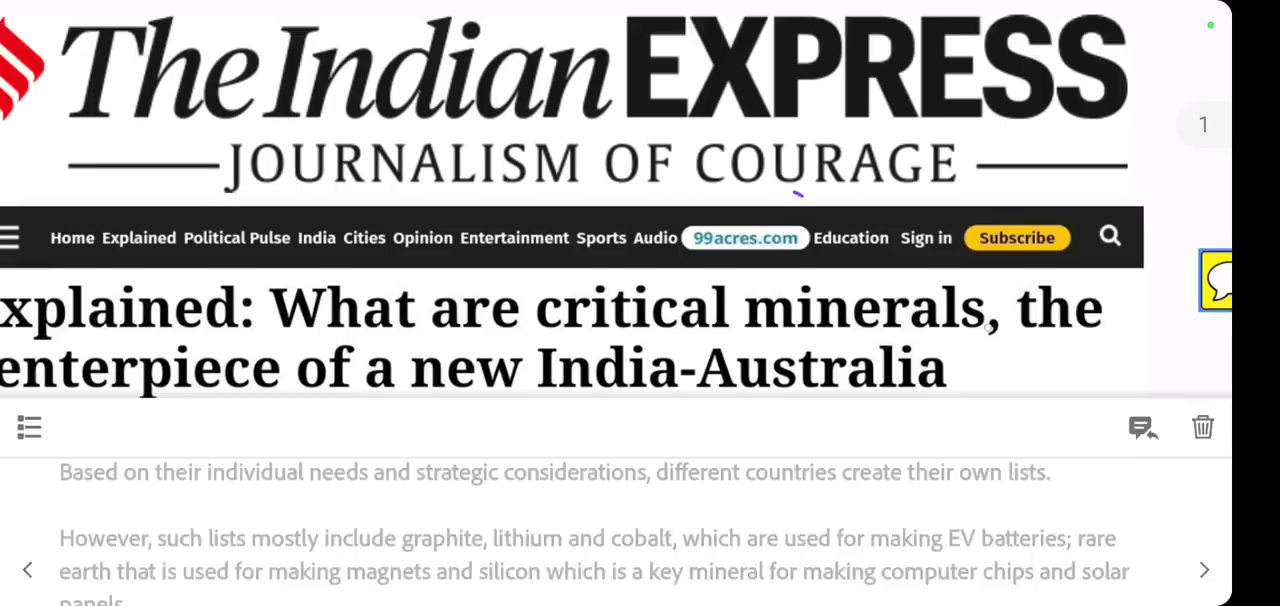 The Indian EXPRESS
JOURNALISM OF COURAGE
1
Home Explained Political Pulse India Cities Opinion Entertainment Sports Audio 99acres.com Education Sign in Subscribe
xplained: What are critical minerals, the
enterpiece of a new India-Australia
Based on their individual needs and strategic considerations, different countries create their own lists.
However, such lists mostly include graphite, lithium and cobalt, which are used for making EV batteries; rare
earth that is used for making magnets and silicon which is a key mineral for making computer chips and solar
panels